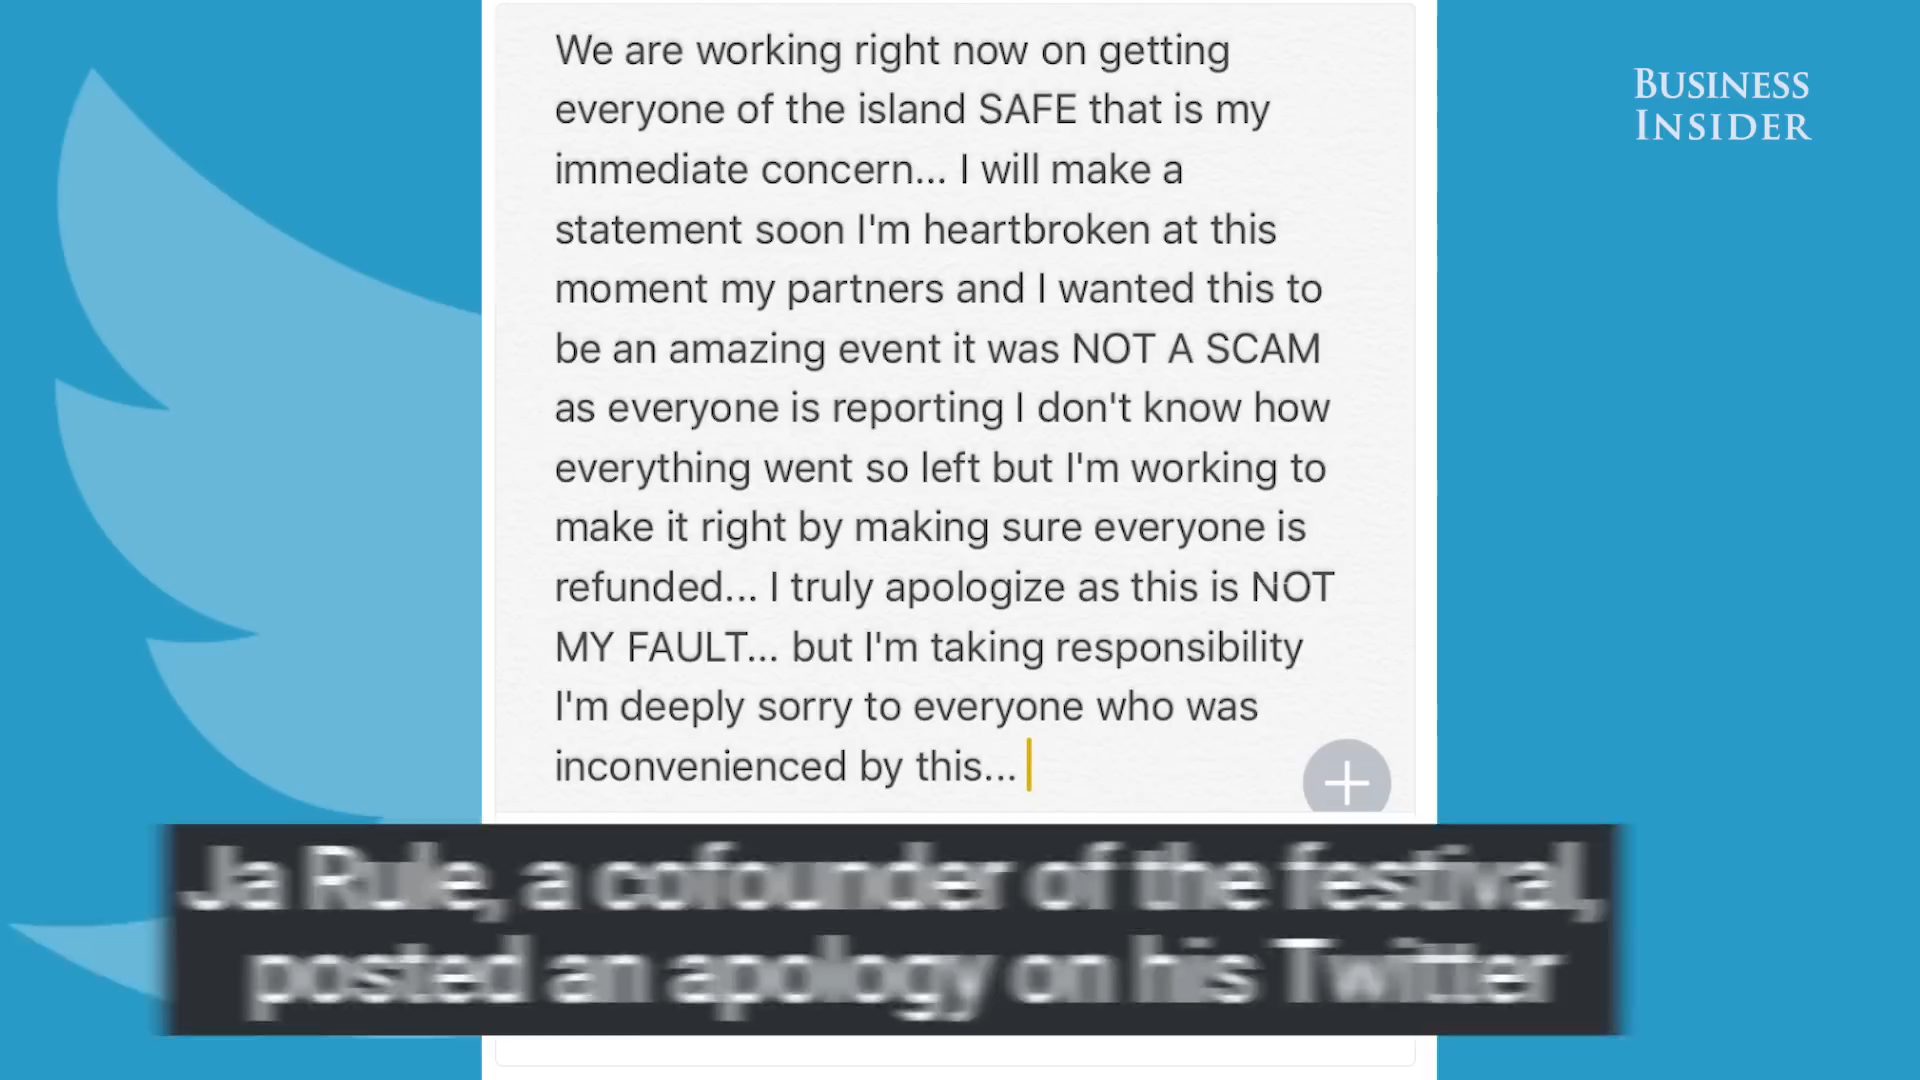 We are working right now on getting
everyone of the island SAFE that is my
immediate concern... I will make a
statement soon I'm heartbroken at this
moment my partners and I wanted this to
be an amazing event it was NOT A SCAM
as everyone is reporting I don't know how
everything went so left but I'm working to
make it right by making sure everyone is
refunded... I truly apologize as this is NOT
MY FAULT... but I'm taking responsibility
I'm deeply sorry to everyone who was
inconvenienced by this...
BUSINESS
INSIDER
Ja Rule, a cofounder of the festival,
posted an apology on his Twitter